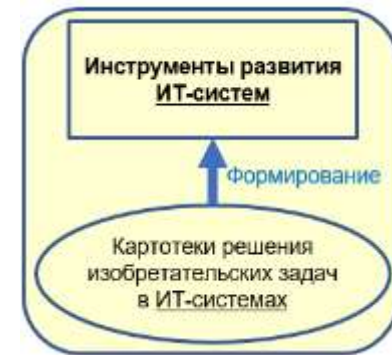 Инструменты развития
ИТ-систем
Формирование
Картотеки решения
изобретательских задач
в ИТ-системах